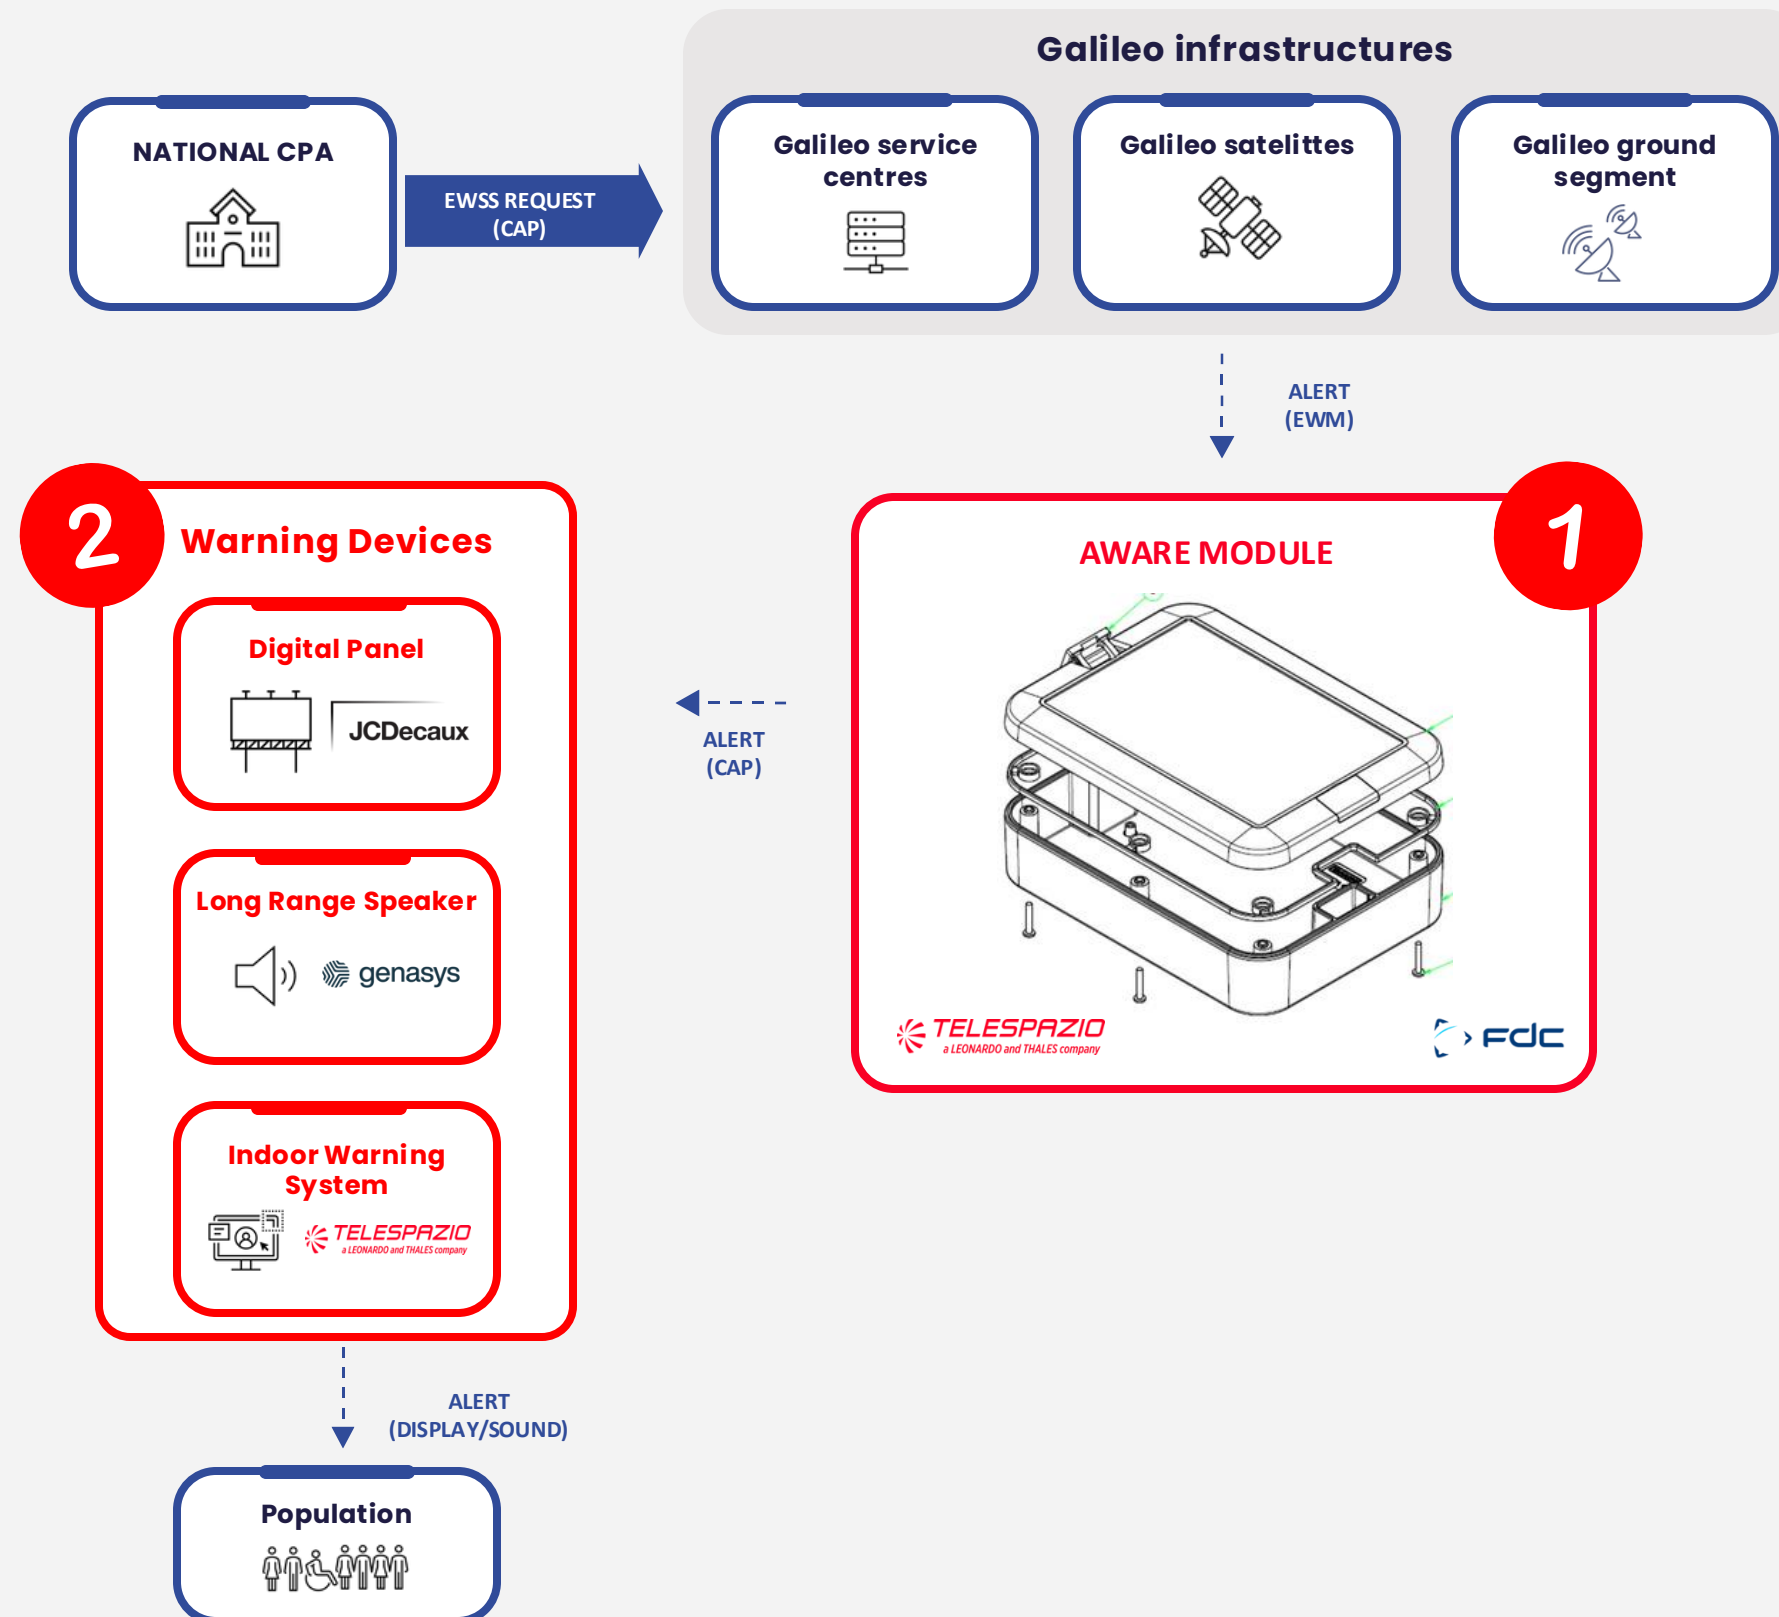 Galileo infrastructures
NATIONAL CPA
EWSS REQUEST
(CAP)
Galileo service
centres
Galileo satelittes
Galileo ground
segment
ALERT
(EWM)
2
Warning Devices
Digital Panel
JCDecaux
Long Range Speaker
genasys
Indoor Warning
System
TELESPAZIO
a LEONARDO and THALES company
ALERT
(CAP)
1
AWARE MODULE
TELESPAZIO
a LEONARDO and THALES company
fdc
ALERT
(DISPLAY/SOUND)
Population